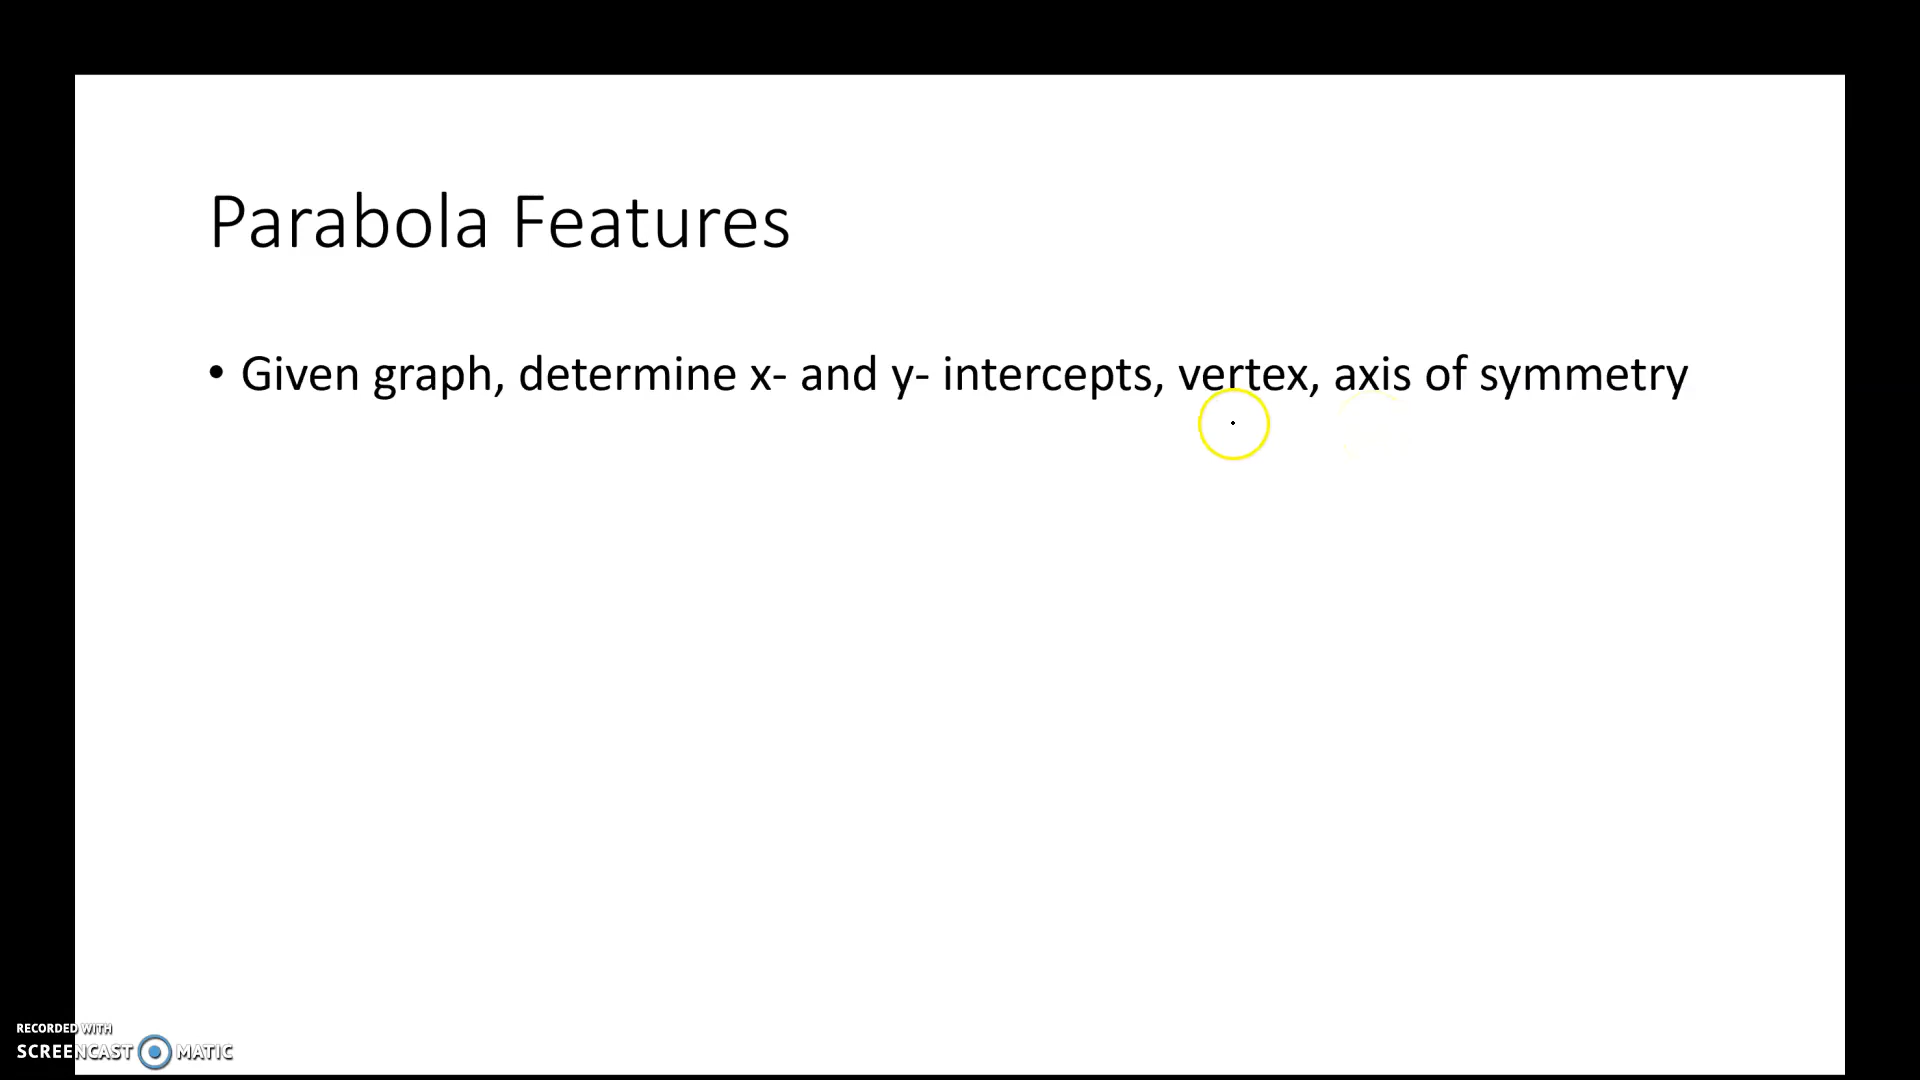 Parabola Features
• Given graph, determine x- and y- intercepts, vertex, axis of symmetry
RECORDED WITH
SCREENCAST MATIC